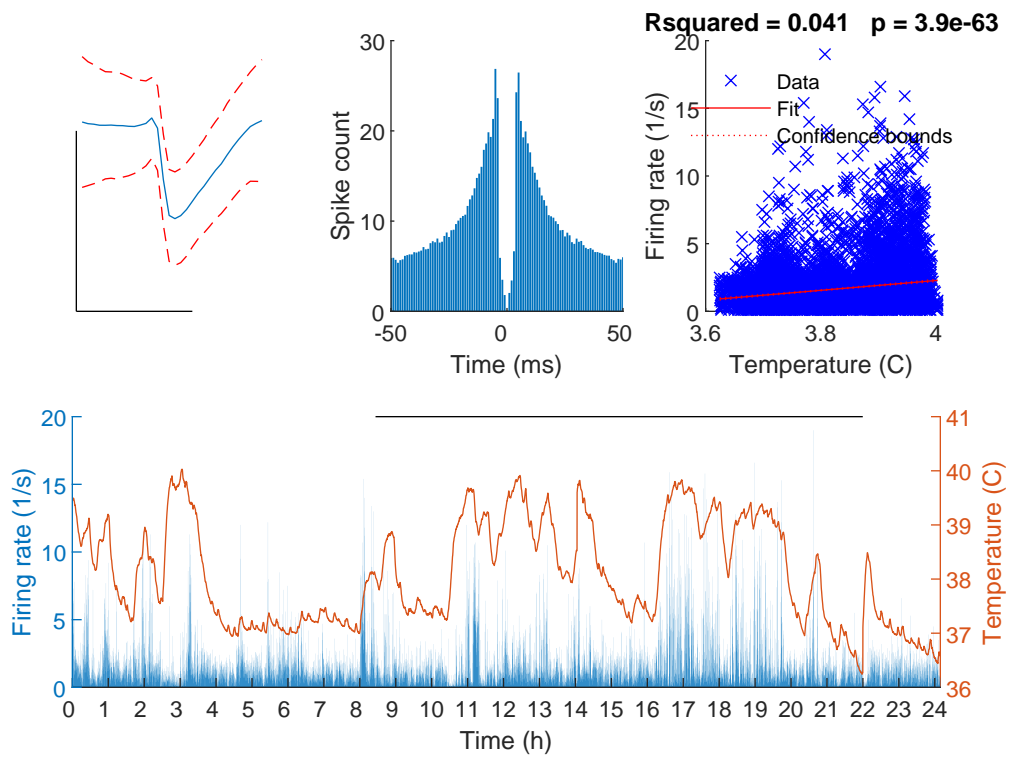 Rsquared = 0.041 p = 3.9e-63
30
20
10
0
Spike count
-50 0 50
Time (ms)
20
15
10
5
0
Firing rate (1/s)
Data
Fit
Confidence bounds
3.6 3.8 4
Temperature (C)
20
15
10
5
0
Firing rate (1/s)
41
40
39
38
37
36
Temperature (C)
0 1 2 3 4 5 6 7 8 9 10 11 12 13 14 15 16 17 18 19 20 21 22 23 24
Time (h)